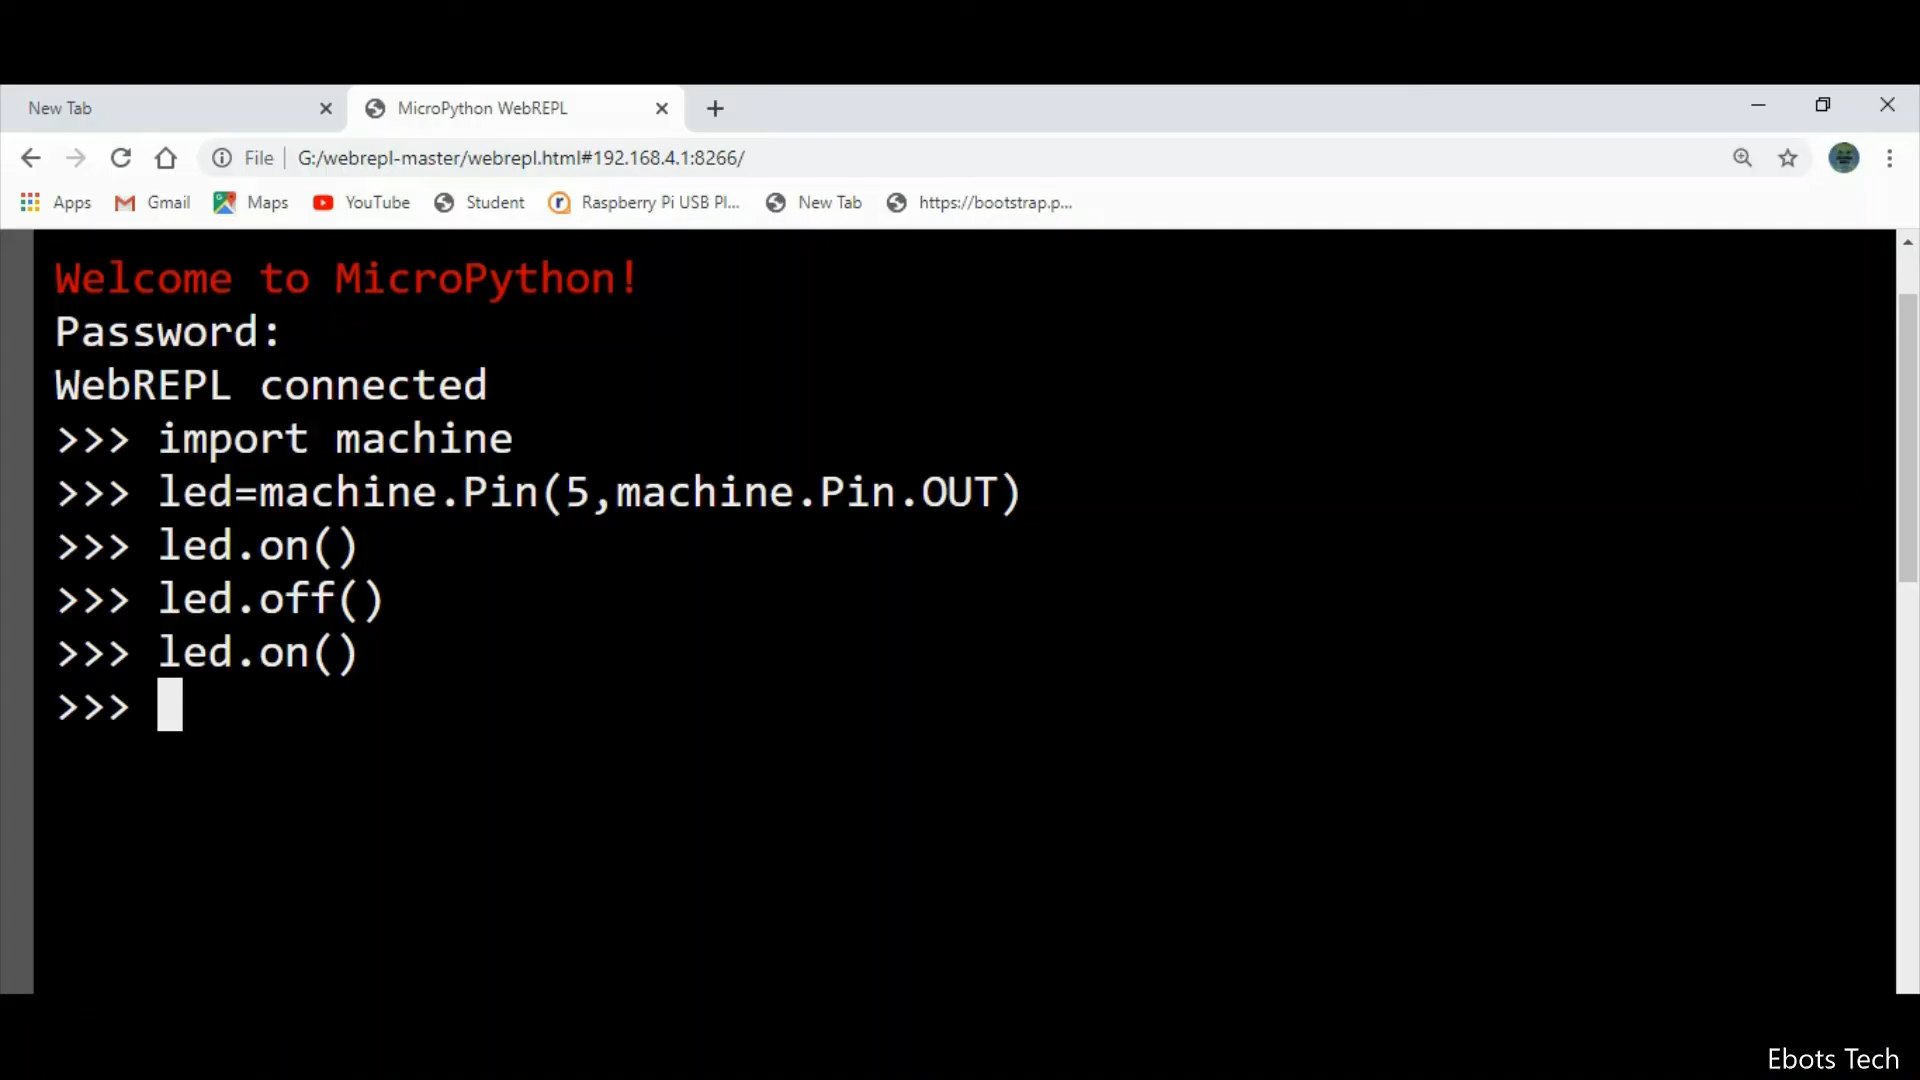 New Tab
MicroPython WebREPL
File
G:/webrepl-master/webrepl.html#192.168.4.1:8266/
Apps
Gmail
Maps
YouTube
Student
Raspberry Pi USB Pl...
New Tab
https://bootstrap.p...
Welcome to MicroPython!
Password:
WebREPL connected
>>> import machine
>>> led=machine.Pin(5,machine.Pin.OUT)
>>> led.on()
>>> led.off()
>>> led.on()
>>>
Ebots Tech